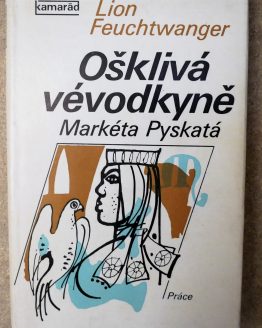 kamarád
Lion
Feuchtwanger
Ošklivá
vévodkyně
Markéta Pyskatá
Práce